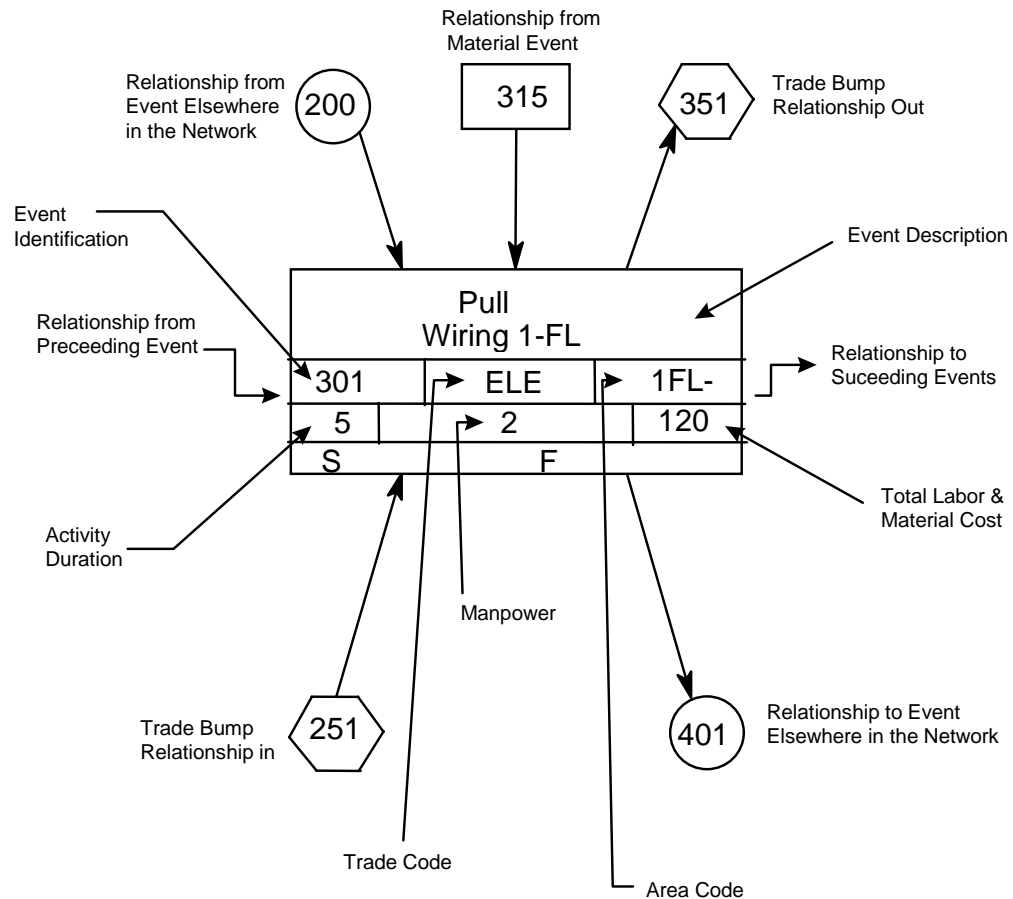 Relationship from
Material Event
315
Relationship from
Event Elsewhere
in the Network
200
351
Trade Bump
Relationship Out
Event
Identification
Event Description
Pull
Wiring 1-FL
Relationship from
Preceeding Event
301
ELE
1FL-
Relationship to
Suceeding Events
5
2
120
S
F
Total Labor &
Material Cost
Activity
Duration
Manpower
Trade Bump
Relationship in
251
401
Relationship to Event
Elsewhere in the Network
Trade Code
Area Code